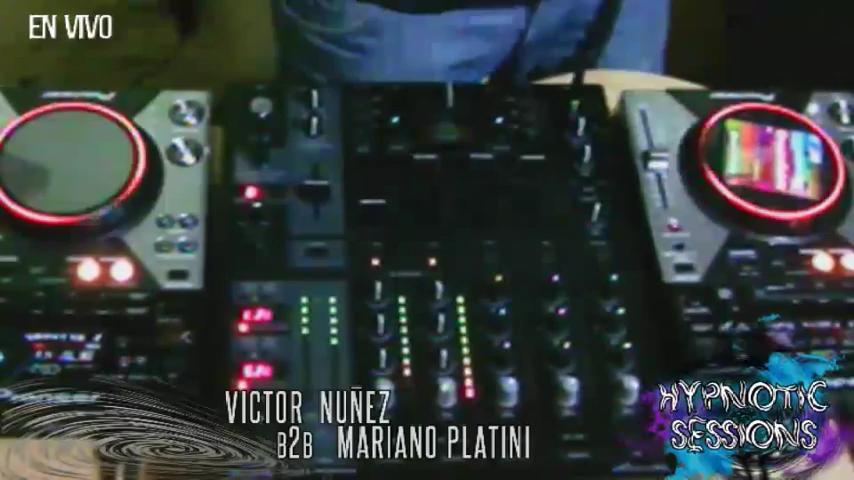 EN VIVO
VICTOR NUÑEZ
B2B MARIANO PLATINI
HYPNOTIC
SESSIONS